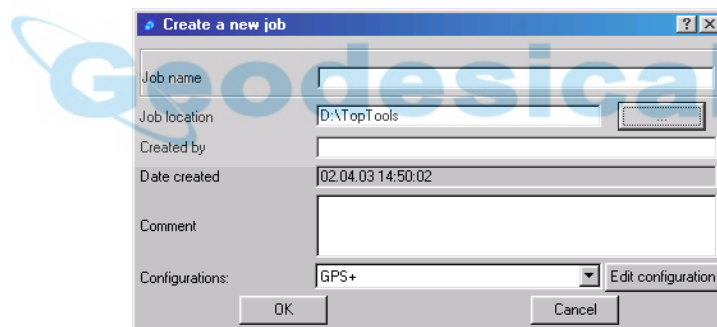 Create a new job
Geodesical
Job name
Job location D:\TopTools ...
Created by
Date created 02.04.03 14:50:02
Comment
Configurations: GPS+ Edit configuration
OK Cancel